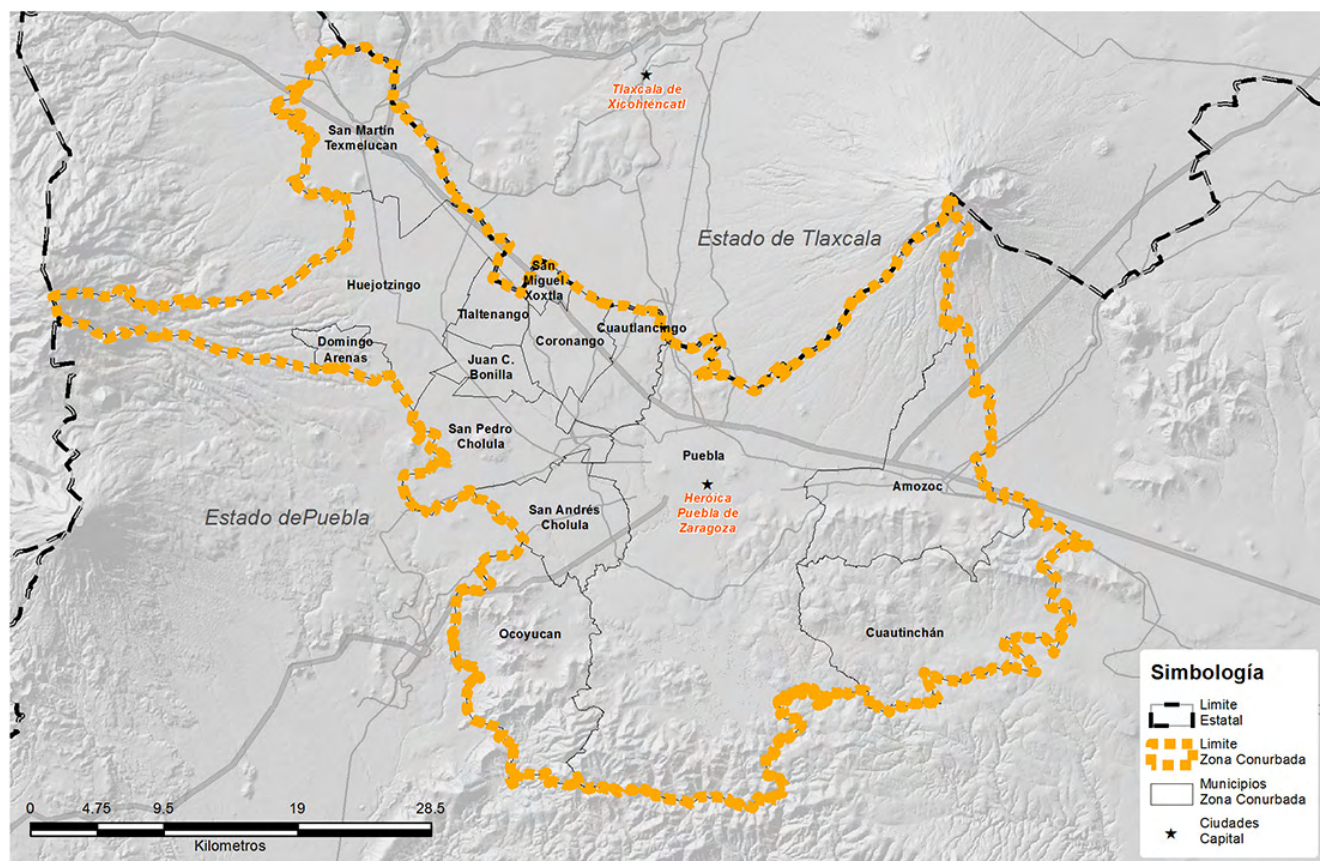 Tlaxcala de
Xicohténcatl
San Martín
Texmelucan
Estado de Tlaxcala
San
Miguel
Xoxtla
Huejotzingo
Tlaltenango
Cuautlancingo
Coronango
Domingo
Arenas
Juan C.
Bonilla
San Pedro
Cholula
Puebla
Amozoc
Heróica
Puebla de
Zaragoza
Estado dePuebla
San Andrés
Cholula
Ocoyucan
Cuautinchán
Simbología
Limite
Estatal
Limite
Zona Conurbada
Municipios
Zona Conurbada
Ciudades
Capital
0 4.75 9.5 19 28.5
Kilometros